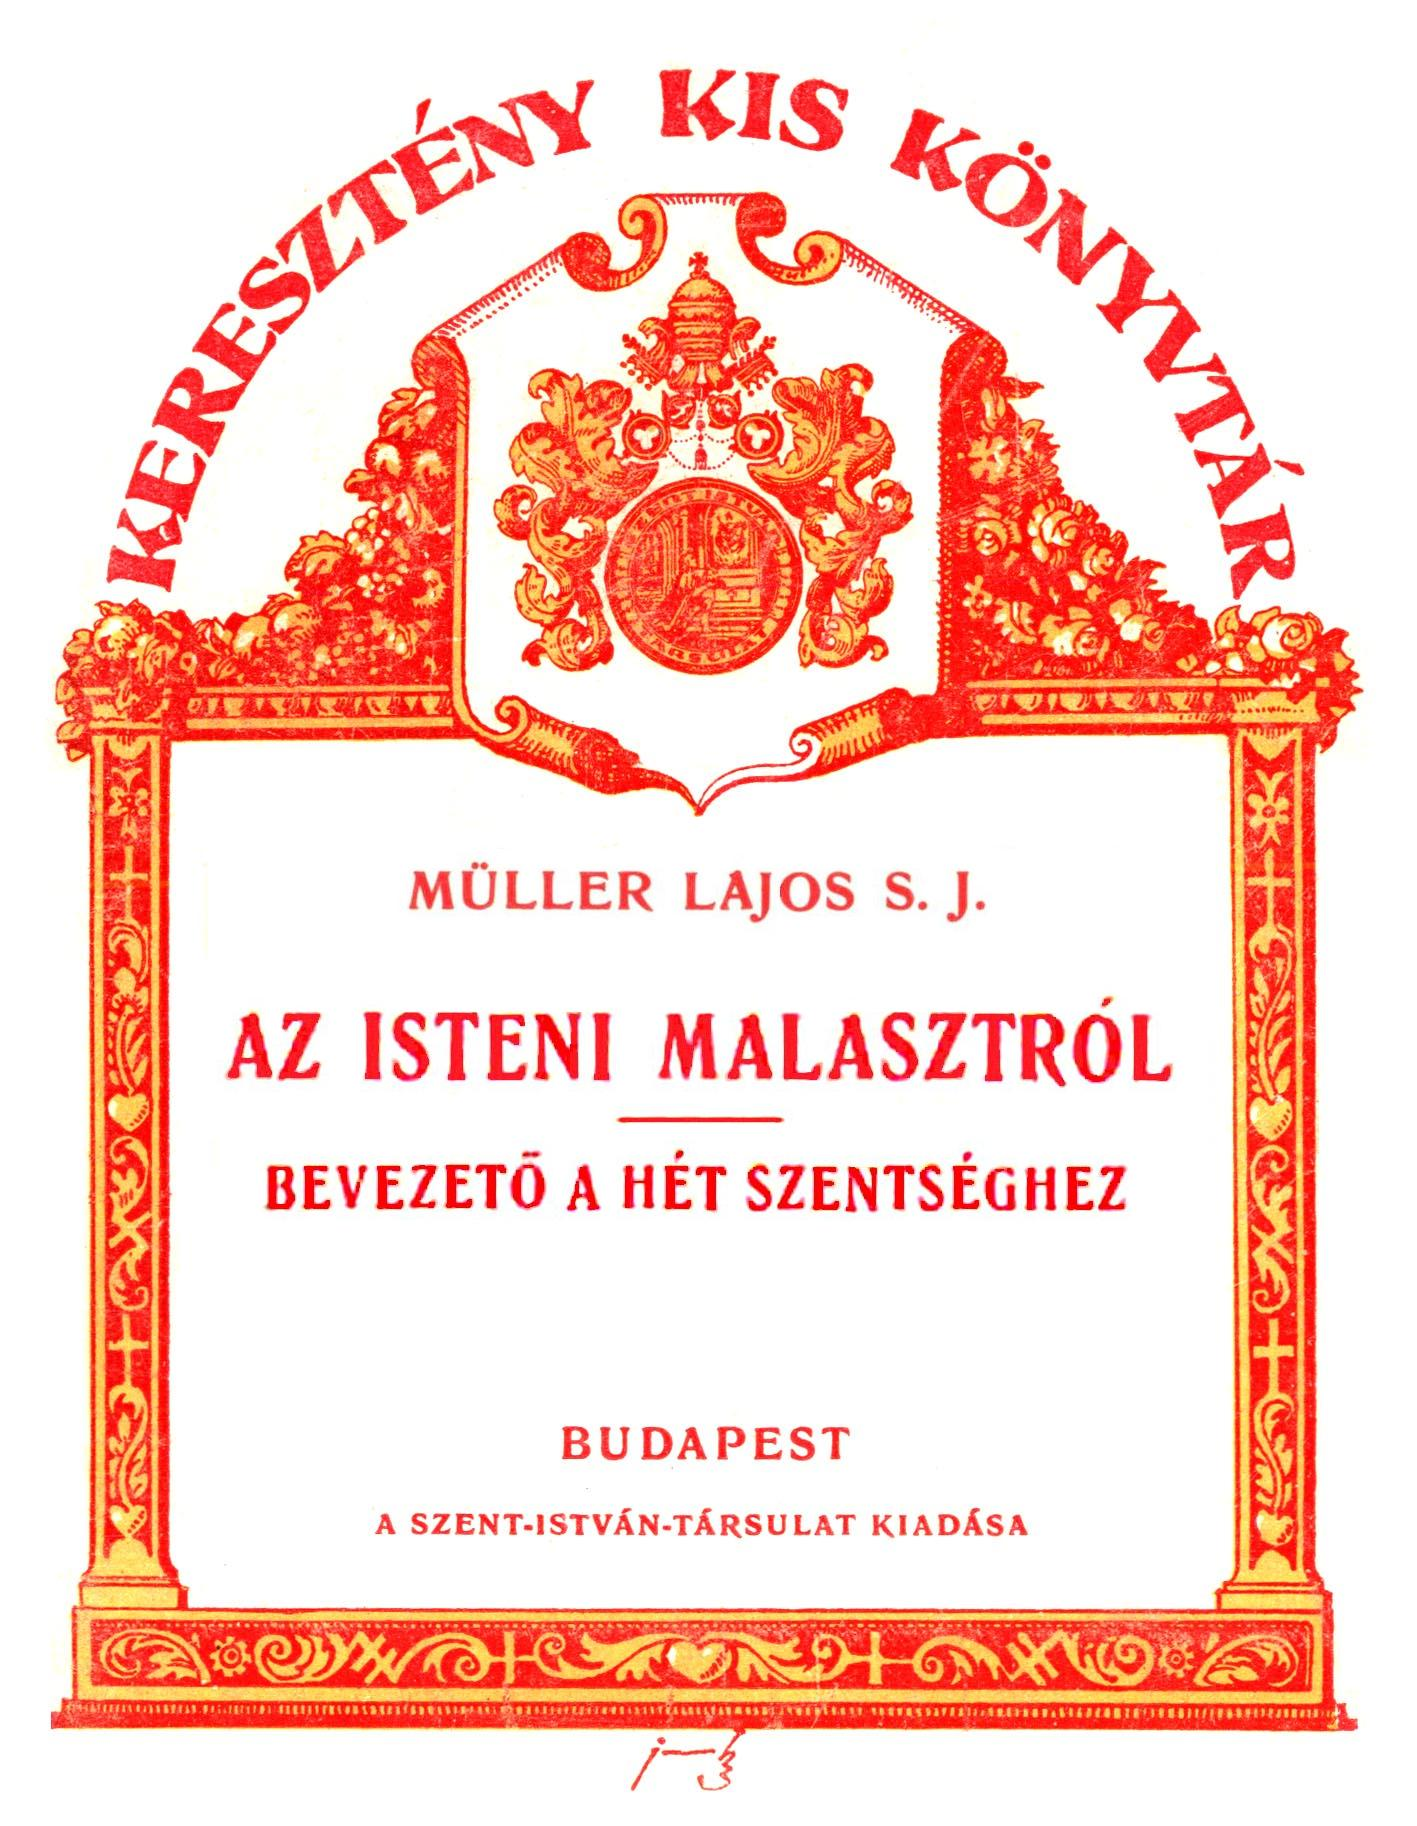 KERESZTÉNY KIS KÖNYVTÁR
MÜLLER LAJOS S. J.
AZ ISTENI MALASZTRÓL
BEVEZETŐ A HÉT SZENTSÉGHEZ
BUDAPEST
A SZENT-ISTVÁN-TÁRSULAT KIADÁSA